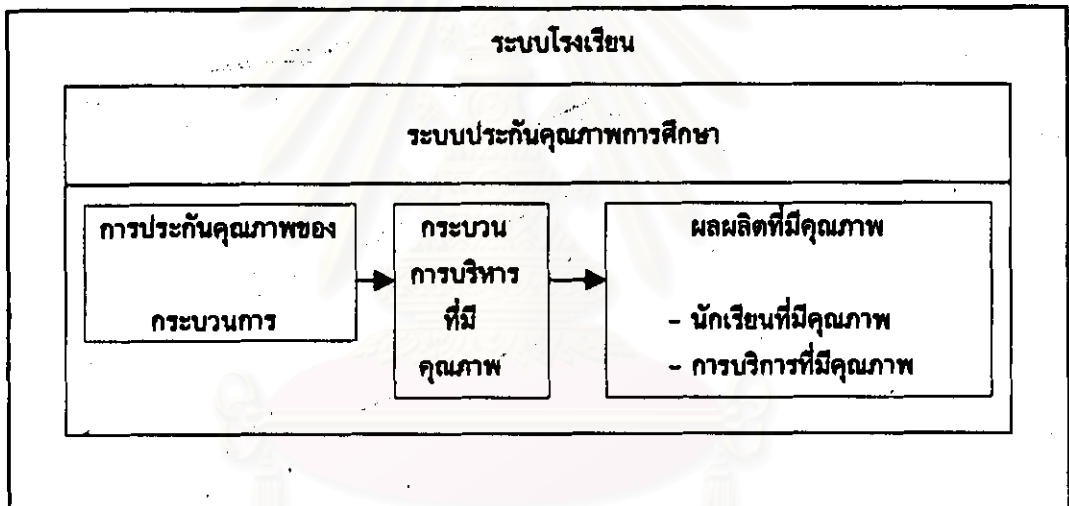 ระบบโรงเรียน
ระบบประกันคุณภาพการศึกษา
การประกันคุณภาพของ
กระบวนการ
กระบวน
การบริหาร
ที่มี
คุณภาพ
ผลผลิตที่มีคุณภาพ
- นักเรียนที่มีคุณภาพ
- การบริการที่มีคุณภาพ